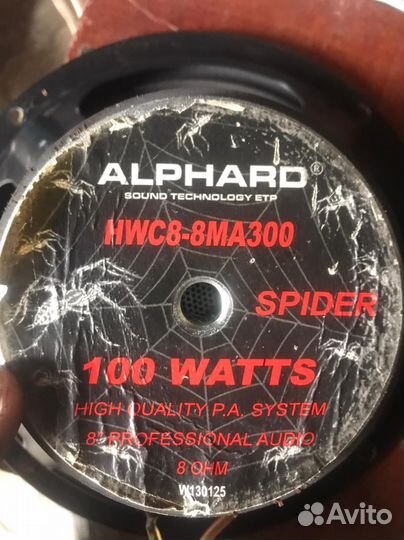 ALPHARD®
SOUND TECHNOLOGY ETP
HWC8-8MA300
SPIDER
100 WATTS
HIGH QUALITY P.A. SYSTEM
8" PROFESSIONAL AUDIO
8 OHM
W130125
Avito